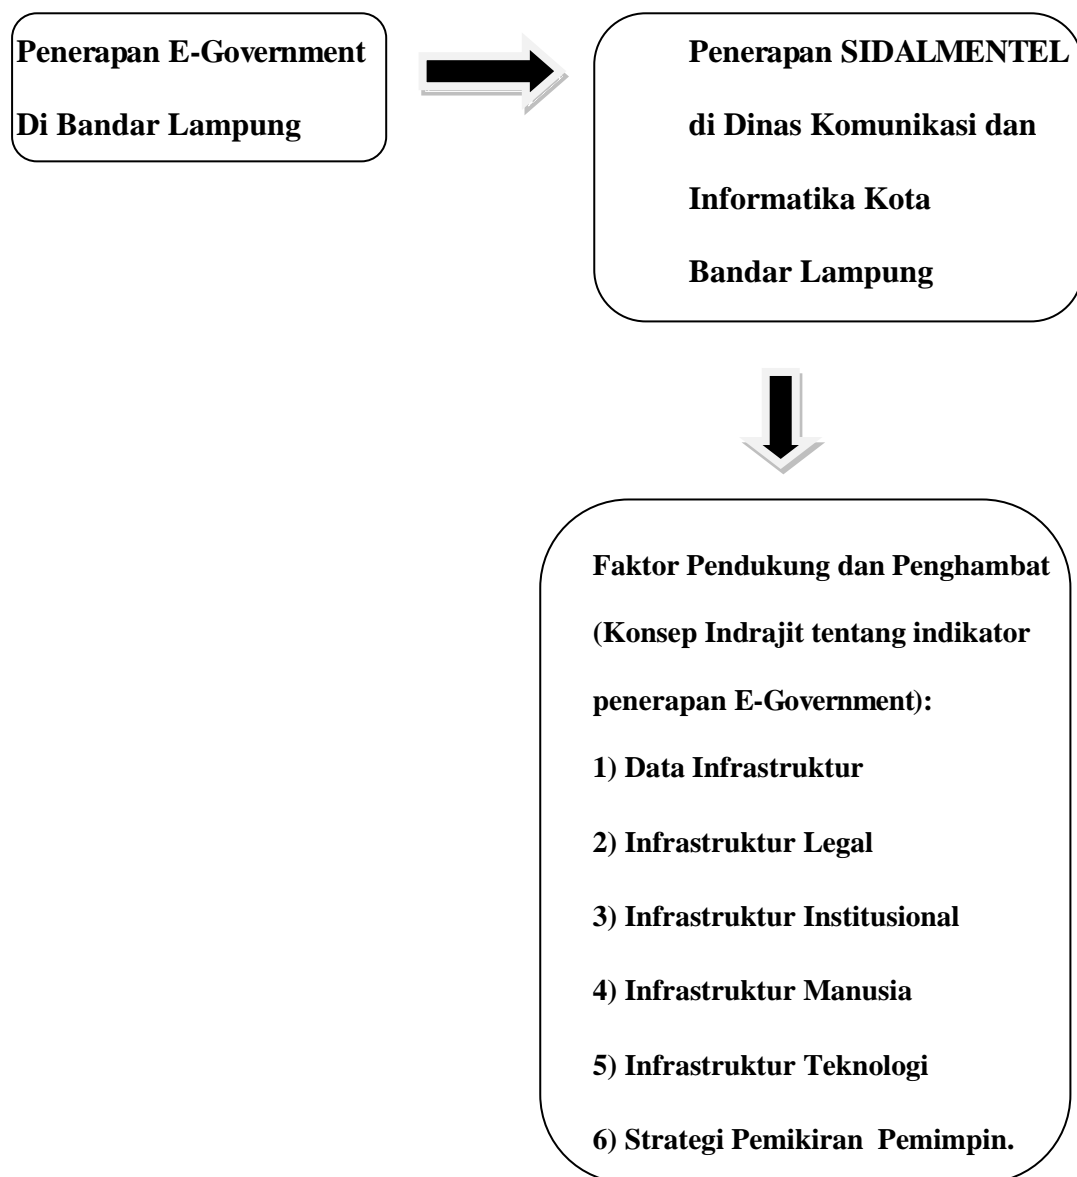 Penerapan E-Government
Di Bandar Lampung
Penerapan SIDALMENTEL
di Dinas Komunikasi dan
Informatika Kota
Bandar Lampung
Faktor Pendukung dan Penghambat
(Konsep Indrajit tentang indikator
penerapan E-Government):
1) Data Infrastruktur
2) Infrastruktur Legal
3) Infrastruktur Institusional
4) Infrastruktur Manusia
5) Infrastruktur Teknologi
6) Strategi Pemikiran  Pemimpin.